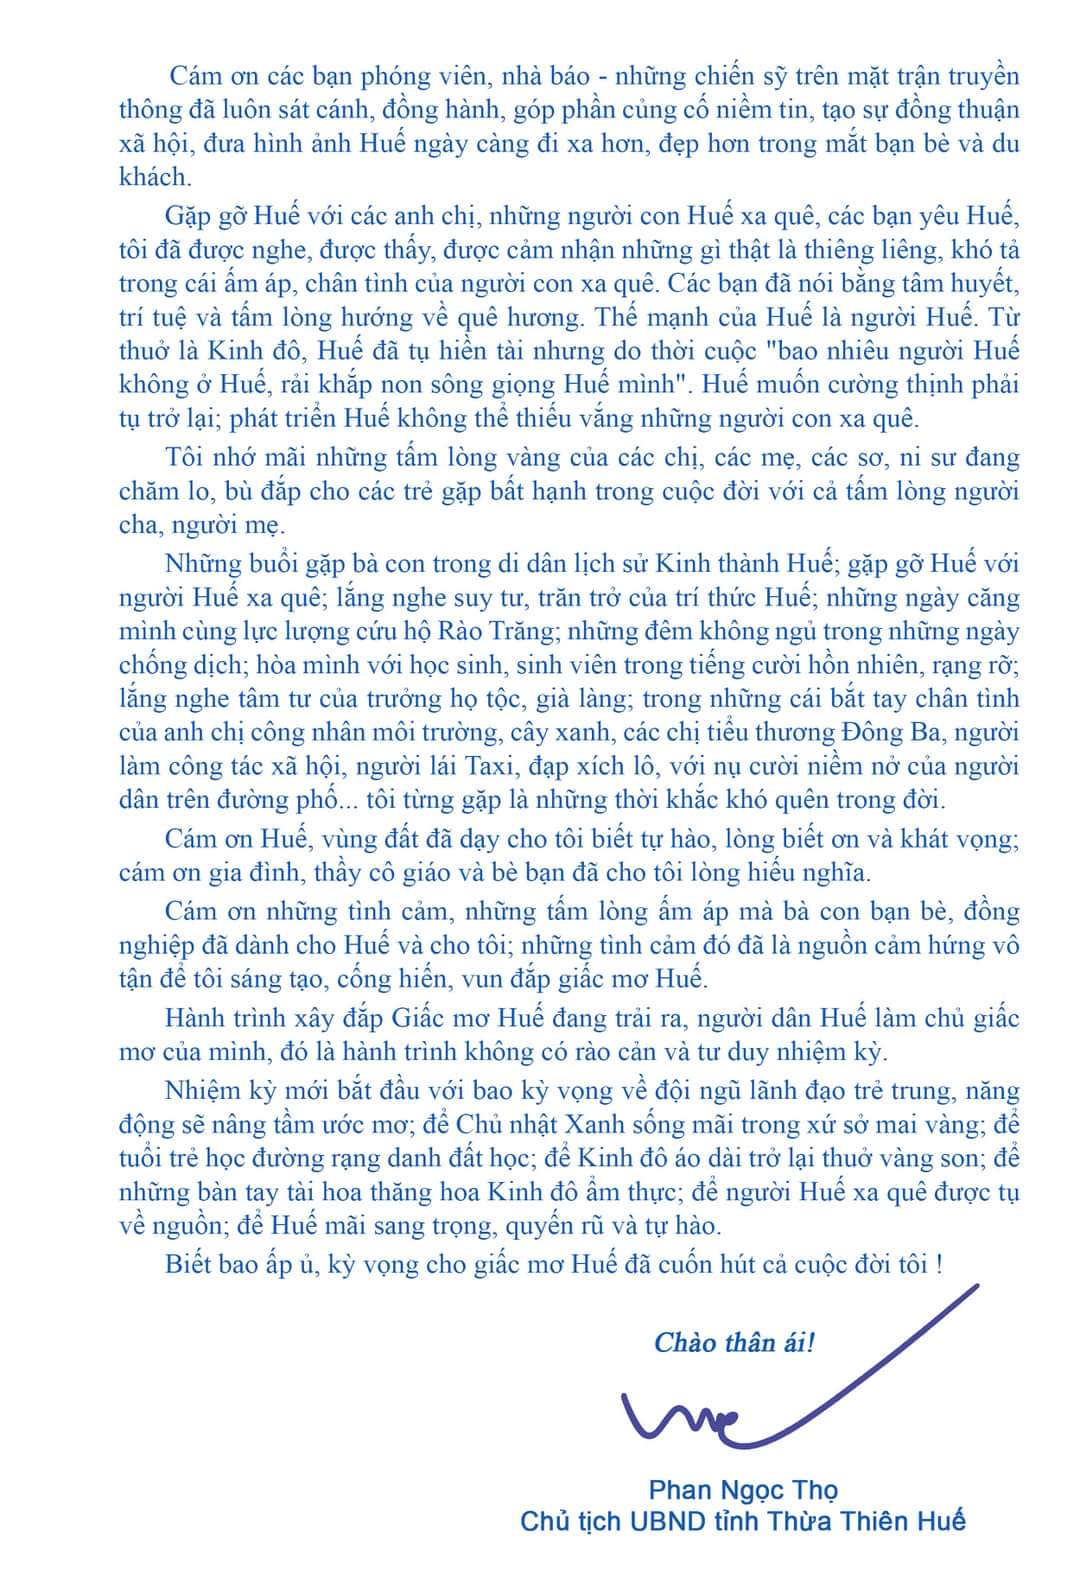 Cám ơn các bạn phóng viên, nhà báo - những chiến sỹ trên mặt trận truyền
thông đã luôn sát cánh, đồng hành, góp phần củng cố niềm tin, tạo sự đồng thuận
xã hội, đưa hình ảnh Huế ngày càng đi xa hơn, đẹp hơn trong mắt bạn bè và du
khách.
Gặp gỡ Huế với các anh chị, những người con Huế xa quê, các bạn yêu Huế,
tôi đã được nghe, được thấy, được cảm nhận những gì thật là thiêng liêng, khó tả
trong cái ấm áp, chân tình của người con xa quê. Các bạn đã nói bằng tâm huyết,
trí tuệ và tấm lòng hướng về quê hương. Thế mạnh của Huế là người Huế. Từ
thuở là Kinh đô, Huế đã tụ hiền tài nhưng do thời cuộc "bao nhiêu người Huế
không ở Huế, rải khắp non sông giọng Huế mình". Huế muốn cường thịnh phải
tụ trở lại; phát triển Huế không thể thiếu vắng những người con xa quê.
Tôi nhớ mãi những tấm lòng vàng của các chị, các mẹ, các sơ, ni sư đang
chăm lo, bù đắp cho các trẻ gặp bất hạnh trong cuộc đời với cả tấm lòng người
cha, người mẹ.
Những buổi gặp bà con trong di dân lịch sử Kinh thành Huế; gặp gỡ Huế với
người Huế xa quê; lắng nghe suy tư, trăn trở của trí thức Huế; những ngày căng
mình cùng lực lượng cứu hộ Rào Trăng; những đêm không ngủ trong những ngày
chống dịch; hòa mình với học sinh, sinh viên trong tiếng cười hồn nhiên, rạng rỡ;
lắng nghe tâm tư của trưởng họ tộc, già làng; trong những cái bắt tay chân tình
của anh chị công nhân môi trường, cây xanh, các chị tiểu thương Đông Ba, người
làm công tác xã hội, người lái Taxi, đạp xích lô, với nụ cười niềm nở của người
dân trên đường phố... tôi từng gặp là những thời khắc khó quên trong đời.
Cám ơn Huế, vùng đất đã dạy cho tôi biết tự hào, lòng biết ơn và khát vọng;
cám ơn gia đình, thầy cô giáo và bè bạn đã cho tôi lòng hiếu nghĩa.
Cám ơn những tình cảm, những tấm lòng ấm áp mà bà con bạn bè, đồng
nghiệp đã dành cho Huế và cho tôi; những tình cảm đó đã là nguồn cảm hứng vô
tận để tôi sáng tạo, cống hiến, vun đắp giấc mơ Huế.
Hành trình xây đắp Giấc mơ Huế đang trải ra, người dân Huế làm chủ giấc
mơ của mình, đó là hành trình không có rào cản và tư duy nhiệm kỳ.
Nhiệm kỳ mới bắt đầu với bao kỳ vọng về đội ngũ lãnh đạo trẻ trung, năng
động sẽ nâng tầm ước mơ; để Chủ nhật Xanh sống mãi trong xứ sở mai vàng; để
tuổi trẻ học đường rạng danh đất học; để Kinh đô áo dài trở lại thuở vàng son; để
những bàn tay tài hoa thăng hoa Kinh đô ẩm thực; để người Huế xa quê được tụ
về nguồn; để Huế mãi sang trọng, quyến rũ và tự hào.
Biết bao ấp ủ, kỳ vọng cho giấc mơ Huế đã cuốn hút cả cuộc đời tôi !
Chào thân ái!
Phan Ngọc Thọ
Chủ tịch UBND tỉnh Thừa Thiên Huế